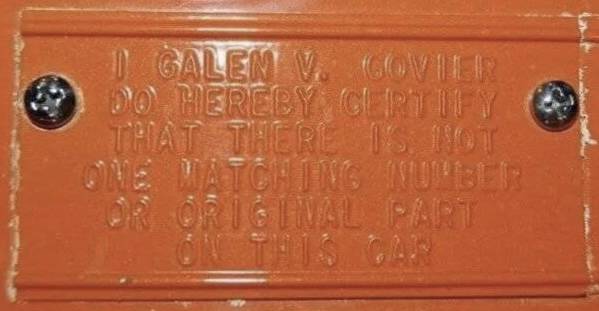 I GALEN V. GOVIER
DO HEREBY CERTIFY
THAT THERE IS NOT
ONE MATCHING NUMBER
OR ORIGINAL PART
ON THIS CAR